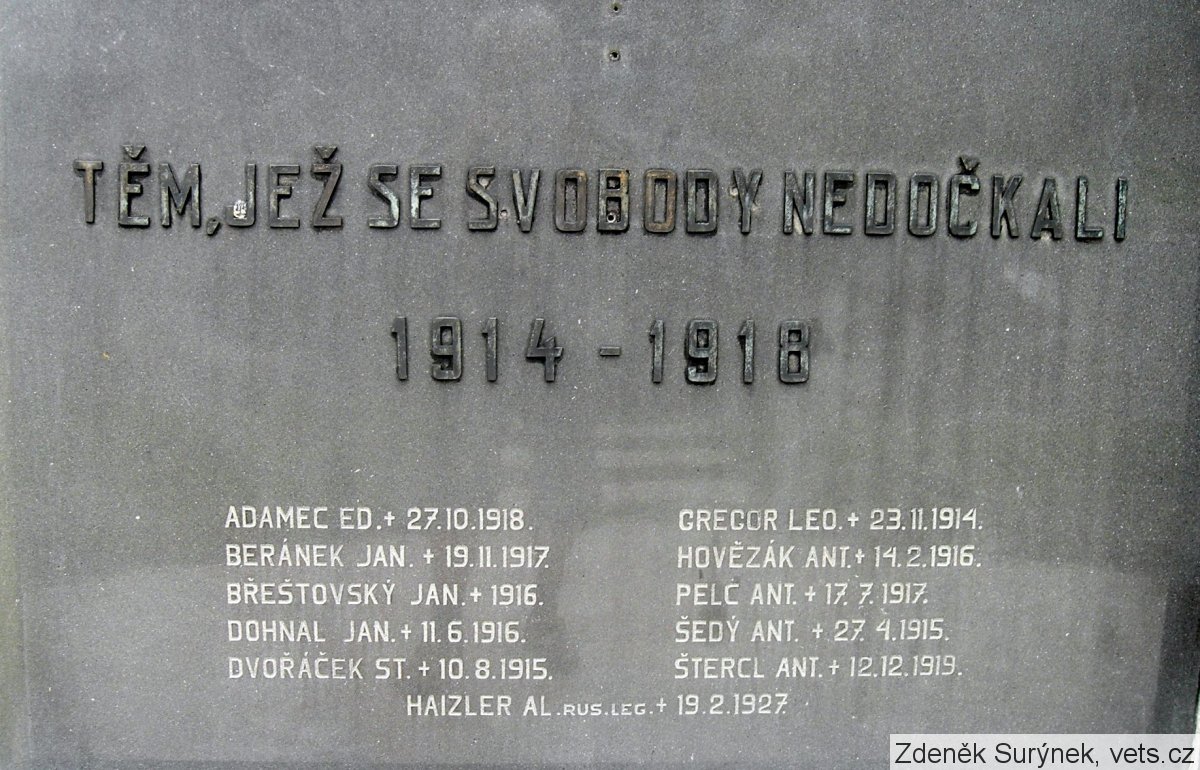 TĚM, JEŽ SE SVOBODY NEDOČKALI
1914 - 1918
ADAMEC ED. + 27.10.1918.
BERÁNEK JAN. + 19.11.1917.
BŘEŠTOVSKÝ JAN. + 1916.
DOHNAL JAN. + 11.6.1916.
DVOŘÁČEK ST. + 10.8.1915.
GREGOR LEO. + 23.11.1914.
HOVĚZÁK ANT. + 14.2.1916.
PELC ANT. + 17.7.1917.
ŠEDÝ ANT. + 27.4.1915.
ŠTERCL ANT. + 12.12.1919.
HAIZLER AL. RUS. LEG. + 19.2.1927.
Zdeněk Surýnek, vets.cz